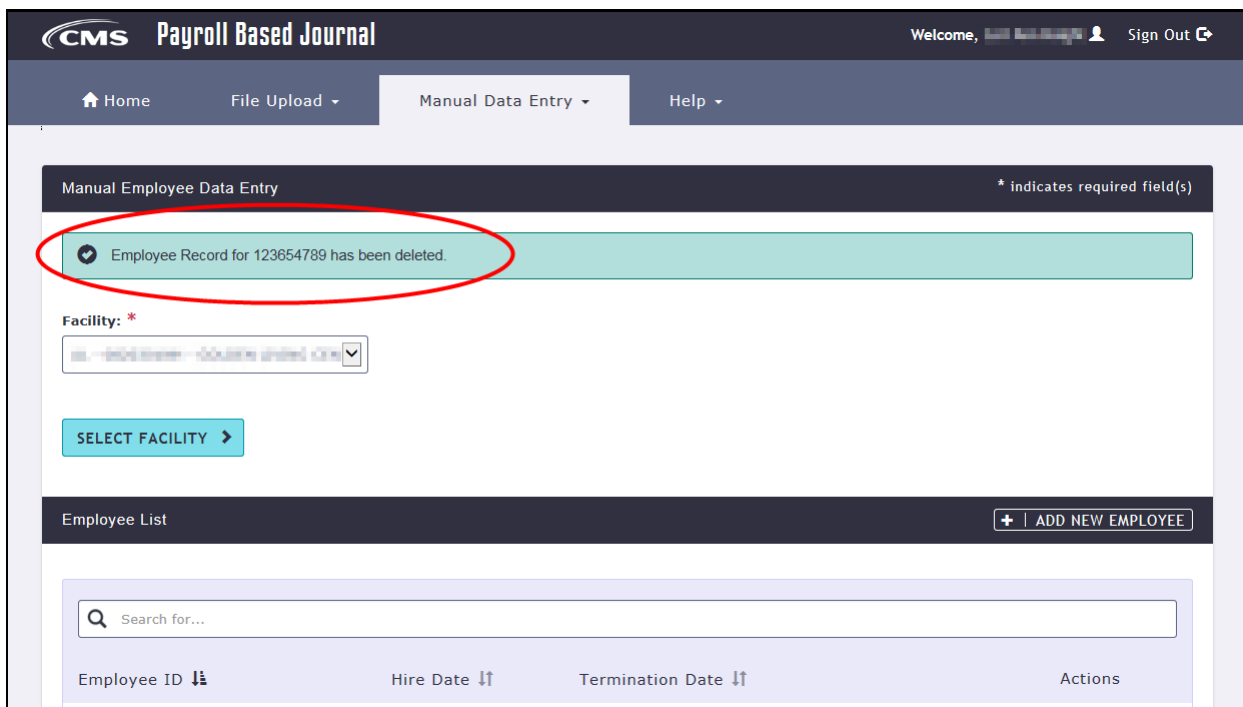 CMS Payroll Based Journal
Welcome, Sign Out
Home File Upload Manual Data Entry Help
Manual Employee Data Entry * indicates required field(s)
Employee Record for 123654789 has been deleted.
Facility: *
SELECT FACILITY
Employee List + | ADD NEW EMPLOYEE
Search for...
Employee ID Hire Date Termination Date Actions